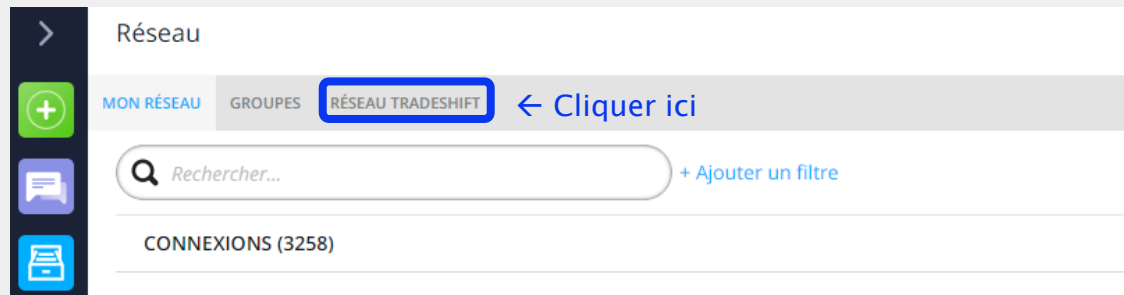 Réseau
MON RÉSEAU GROUPES RÉSEAU TRADESHIFT ← Cliquer ici
Rechercher... + Ajouter un filtre
CONNEXIONS (3258)